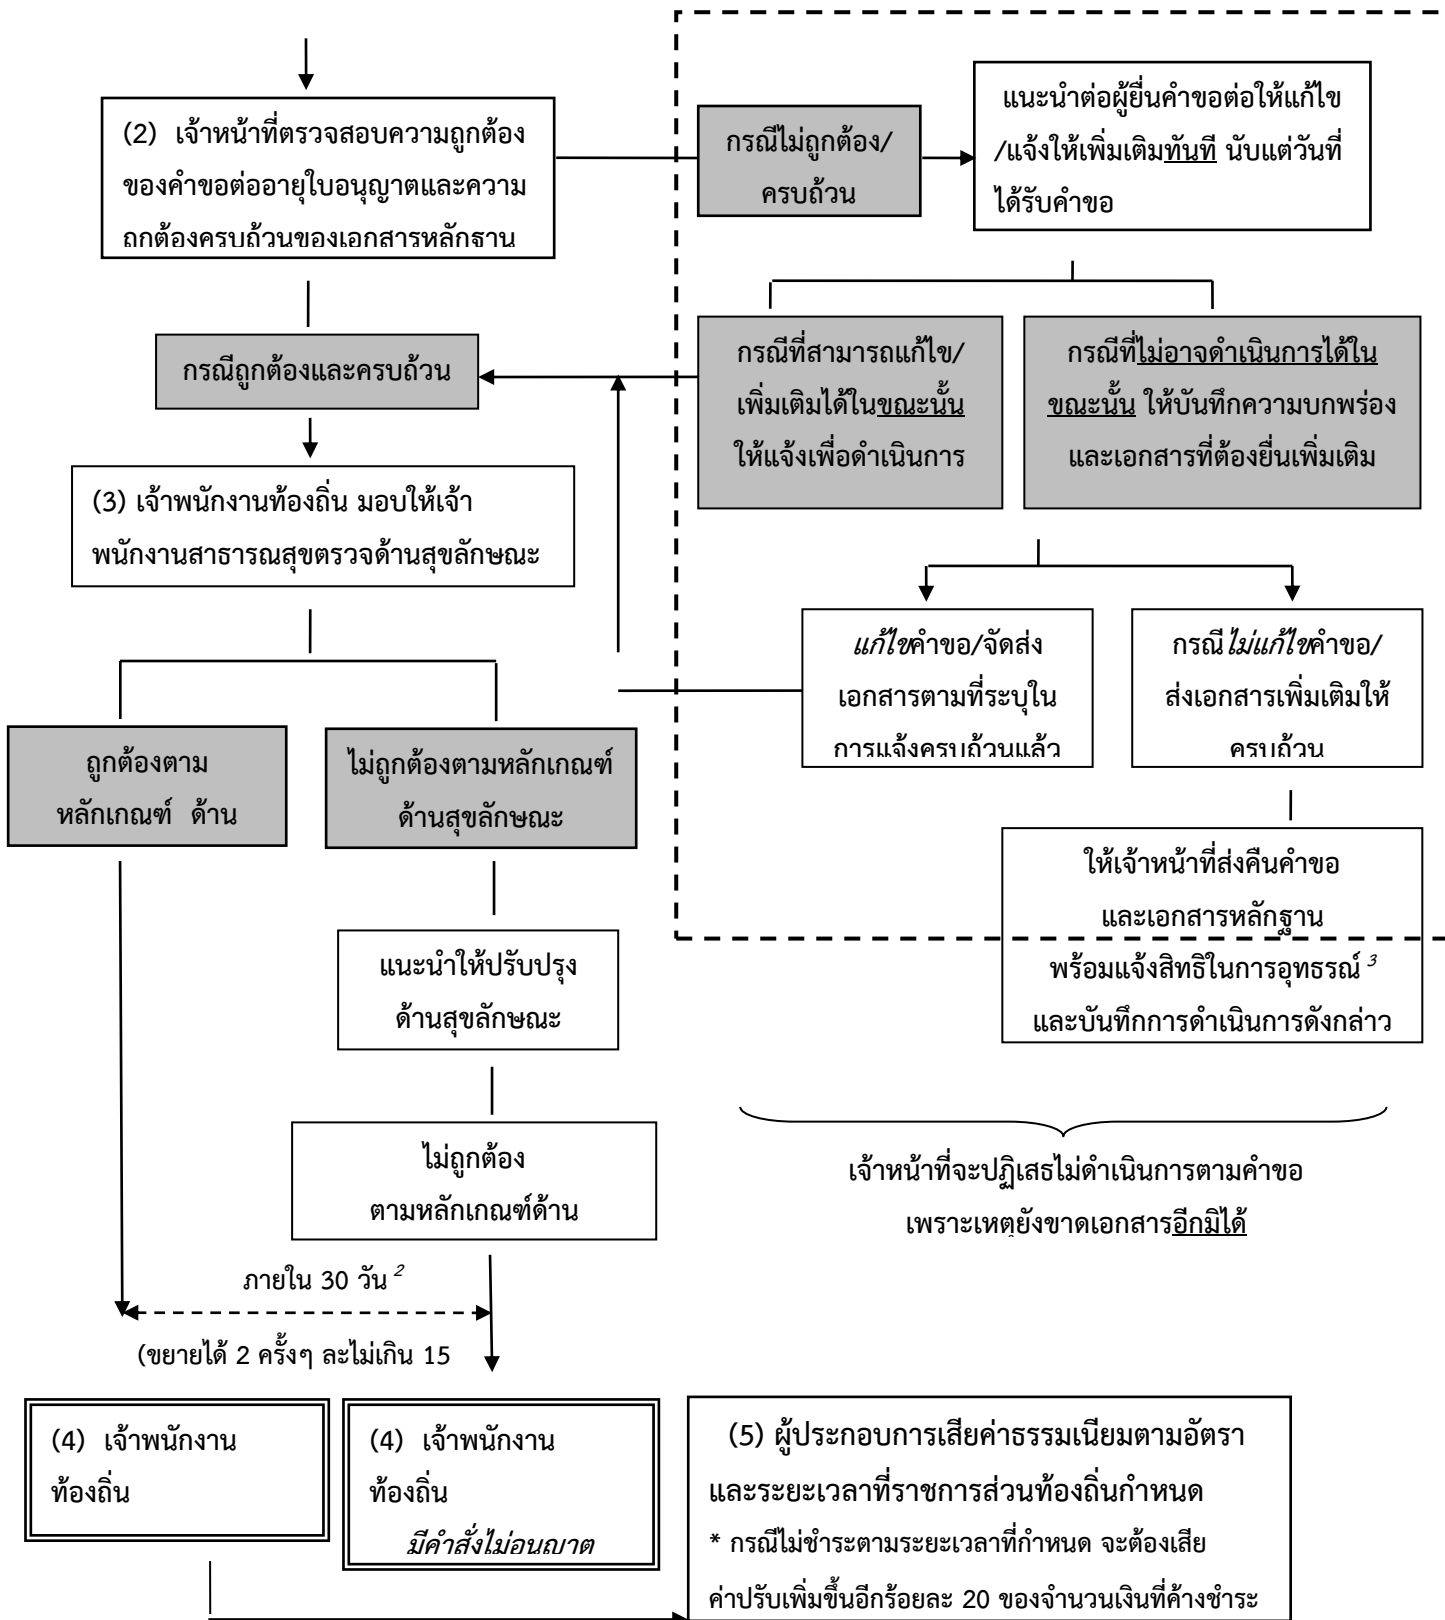 (2) เจ้าหน้าที่ตรวจสอบความถูกต้อง
ของคำขอต่ออายุใบอนุญาตและความ
ถูกต้องครบถ้วนของเอกสารหลักฐาน
กรณีไม่ถูกต้อง/
ครบถ้วน
แนะนำต่อผู้ยื่นคำขอต่อให้แก้ไข
/แจ้งให้เพิ่มเติมทันที นับแต่วันที่
ได้รับคำขอ
กรณีถูกต้องและครบถ้วน
กรณีที่สามารถแก้ไข/
เพิ่มเติมได้ในขณะนั้น
ให้แจ้งเพื่อดำเนินการ
กรณีที่ไม่อาจดำเนินการได้ใน
ขณะนั้น ให้บันทึกความบกพร่อง
และเอกสารที่ต้องยื่นเพิ่มเติม
(3) เจ้าพนักงานท้องถิ่น มอบให้เจ้า
พนักงานสาธารณสุขตรวจด้านสุขลักษณะ
แก้ไขคำขอ/จัดส่ง
เอกสารตามที่ระบุใน
การแจ้งครบถ้วนแล้ว
กรณีไม่แก้ไขคำขอ/
ส่งเอกสารเพิ่มเติมให้
ครบถ้วน
ถูกต้องตาม
หลักเกณฑ์ ด้าน
ไม่ถูกต้องตามหลักเกณฑ์
ด้านสุขลักษณะ
ให้เจ้าหน้าที่ส่งคืนคำขอ
และเอกสารหลักฐาน
พร้อมแจ้งสิทธิในการอุทธรณ์ 3
และบันทึกการดำเนินการดังกล่าว
แนะนำให้ปรับปรุง
ด้านสุขลักษณะ
ไม่ถูกต้อง
ตามหลักเกณฑ์ด้าน
เจ้าหน้าที่จะปฏิเสธไม่ดำเนินการตามคำขอ
เพราะเหตุยังขาดเอกสารอีกมิได้
ภายใน 30 วัน 2
(ขยายได้ 2 ครั้งๆ ละไม่เกิน 15
(4) เจ้าพนักงาน
ท้องถิ่น
(4) เจ้าพนักงาน
ท้องถิ่น
มีคำสั่งไม่อนุญาต
(5) ผู้ประกอบการเสียค่าธรรมเนียมตามอัตรา
และระยะเวลาที่ราชการส่วนท้องถิ่นกำหนด
* กรณีไม่ชำระตามระยะเวลาที่กำหนด จะต้องเสีย
ค่าปรับเพิ่มขึ้นอีกร้อยละ 20 ของจำนวนเงินที่ค้างชำระ